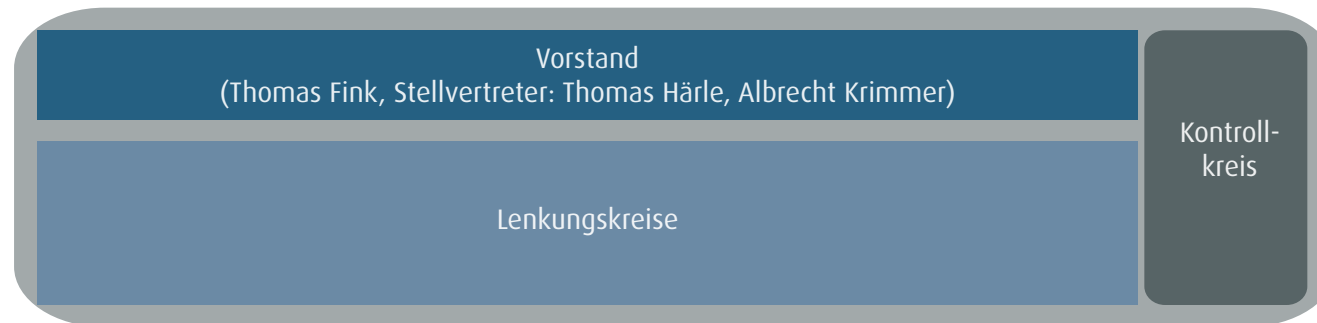 Vorstand
(Thomas Fink, Stellvertreter: Thomas Härle, Albrecht Krimmer)
Kontroll-
kreis
Lenkungskreise